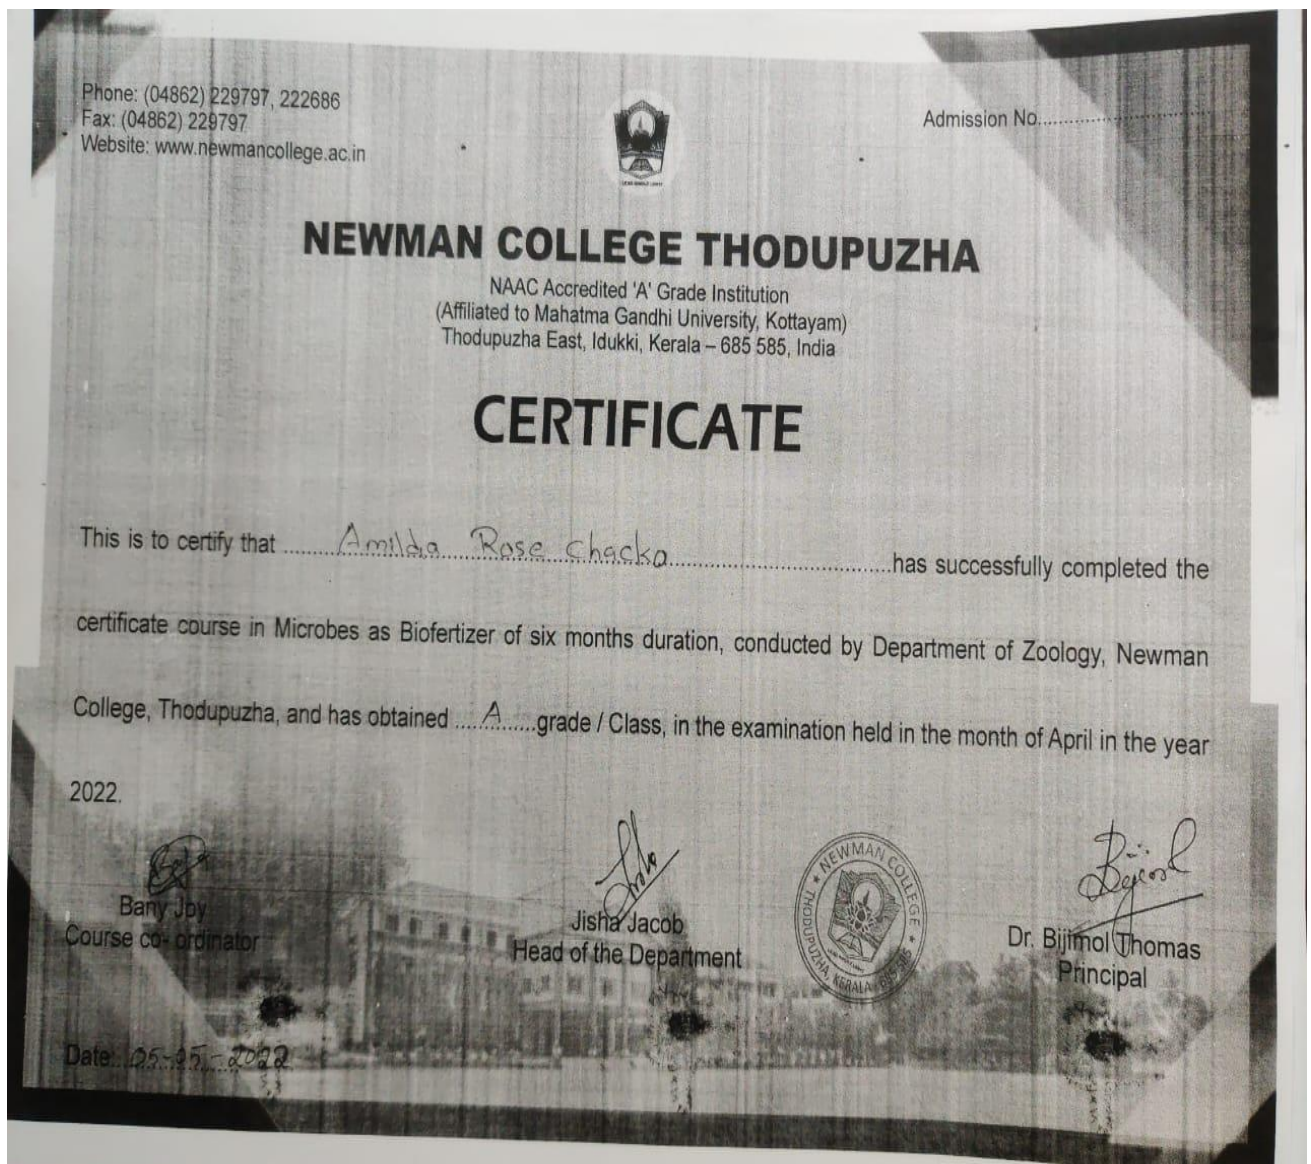 Phone: (04862) 229797, 222686
Fax: (04862) 229797
Website: www.newmancollege.ac.in
Admission No.
NEWMAN COLLEGE THODUPUZHA
NAAC Accredited 'A' Grade Institution
(Affiliated to Mahatma Gandhi University, Kottayam)
Thodupuzha East, Idukki, Kerala – 685 585, India
CERTIFICATE
This is to certify that Amilda Rose Chacko has successfully completed the
certificate course in Microbes as Biofertizer of six months duration, conducted by Department of Zoology, Newman
College, Thodupuzha, and has obtained A grade / Class, in the examination held in the month of April in the year
2022.
Bany Joy
Course co- ordinator
Jisha Jacob
Head of the Department
NEWMAN COLLEGE
THODUPUZHA, KERALA - 685 585
Dr. Bijimol Thomas
Principal
Date: 05-05-2022